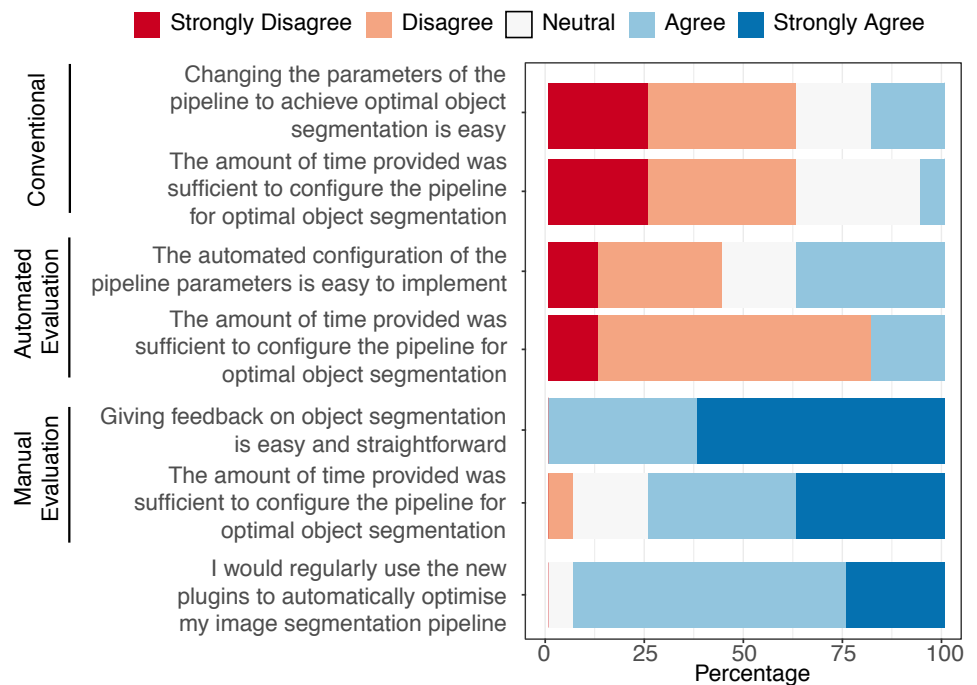 Strongly Disagree Disagree Neutral Agree Strongly Agree
Conventional
Changing the parameters of the
pipeline to achieve optimal object
segmentation is easy
The amount of time provided was
sufficient to configure the pipeline
for optimal object segmentation
Automated
Evaluation
The automated configuration of the
pipeline parameters is easy to implement
The amount of time provided was
sufficient to configure the pipeline for
optimal object segmentation
Manual
Evaluation
Giving feedback on object segmentation
is easy and straightforward
The amount of time provided was
sufficient to configure the pipeline for
optimal object segmentation
I would regularly use the new
plugins to automatically optimise
my image segmentation pipeline
0 25 50 75 100
Percentage